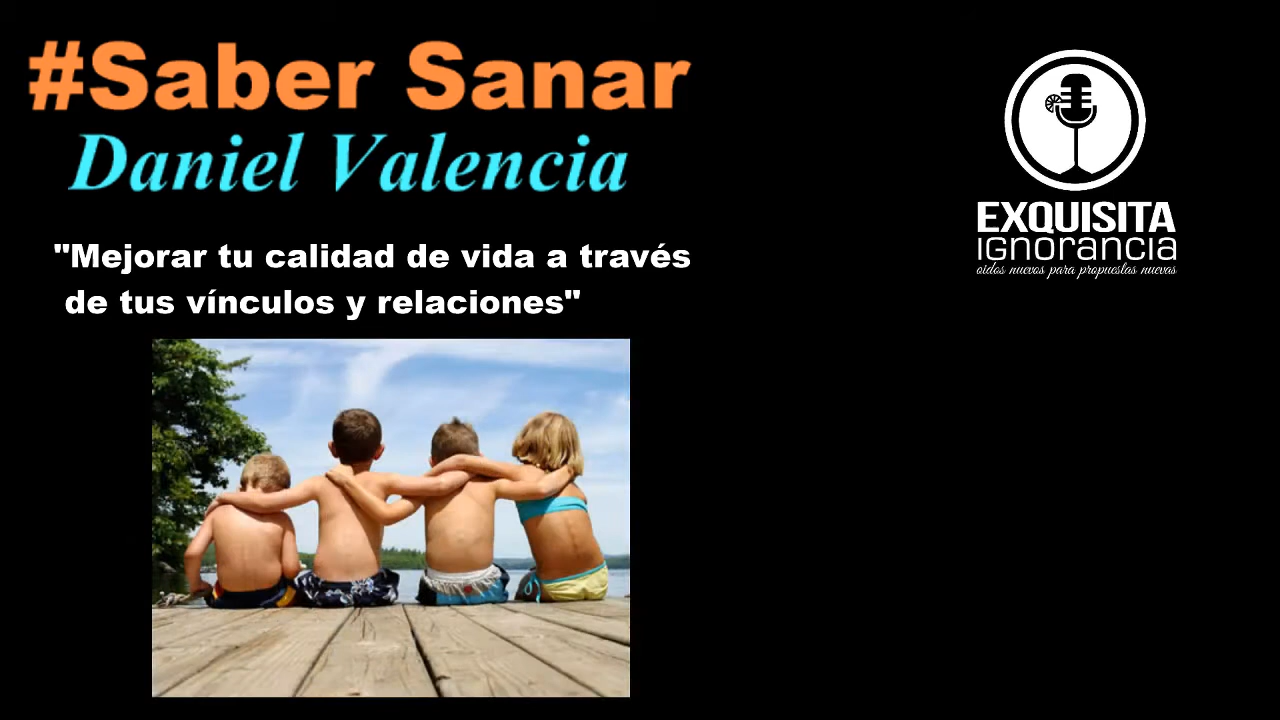 #Saber Sanar
Daniel Valencia
"Mejorar tu calidad de vida a través
de tus vínculos y relaciones"
EXQUISITA
ignorancia
oidos nuevos para propuestas nuevas